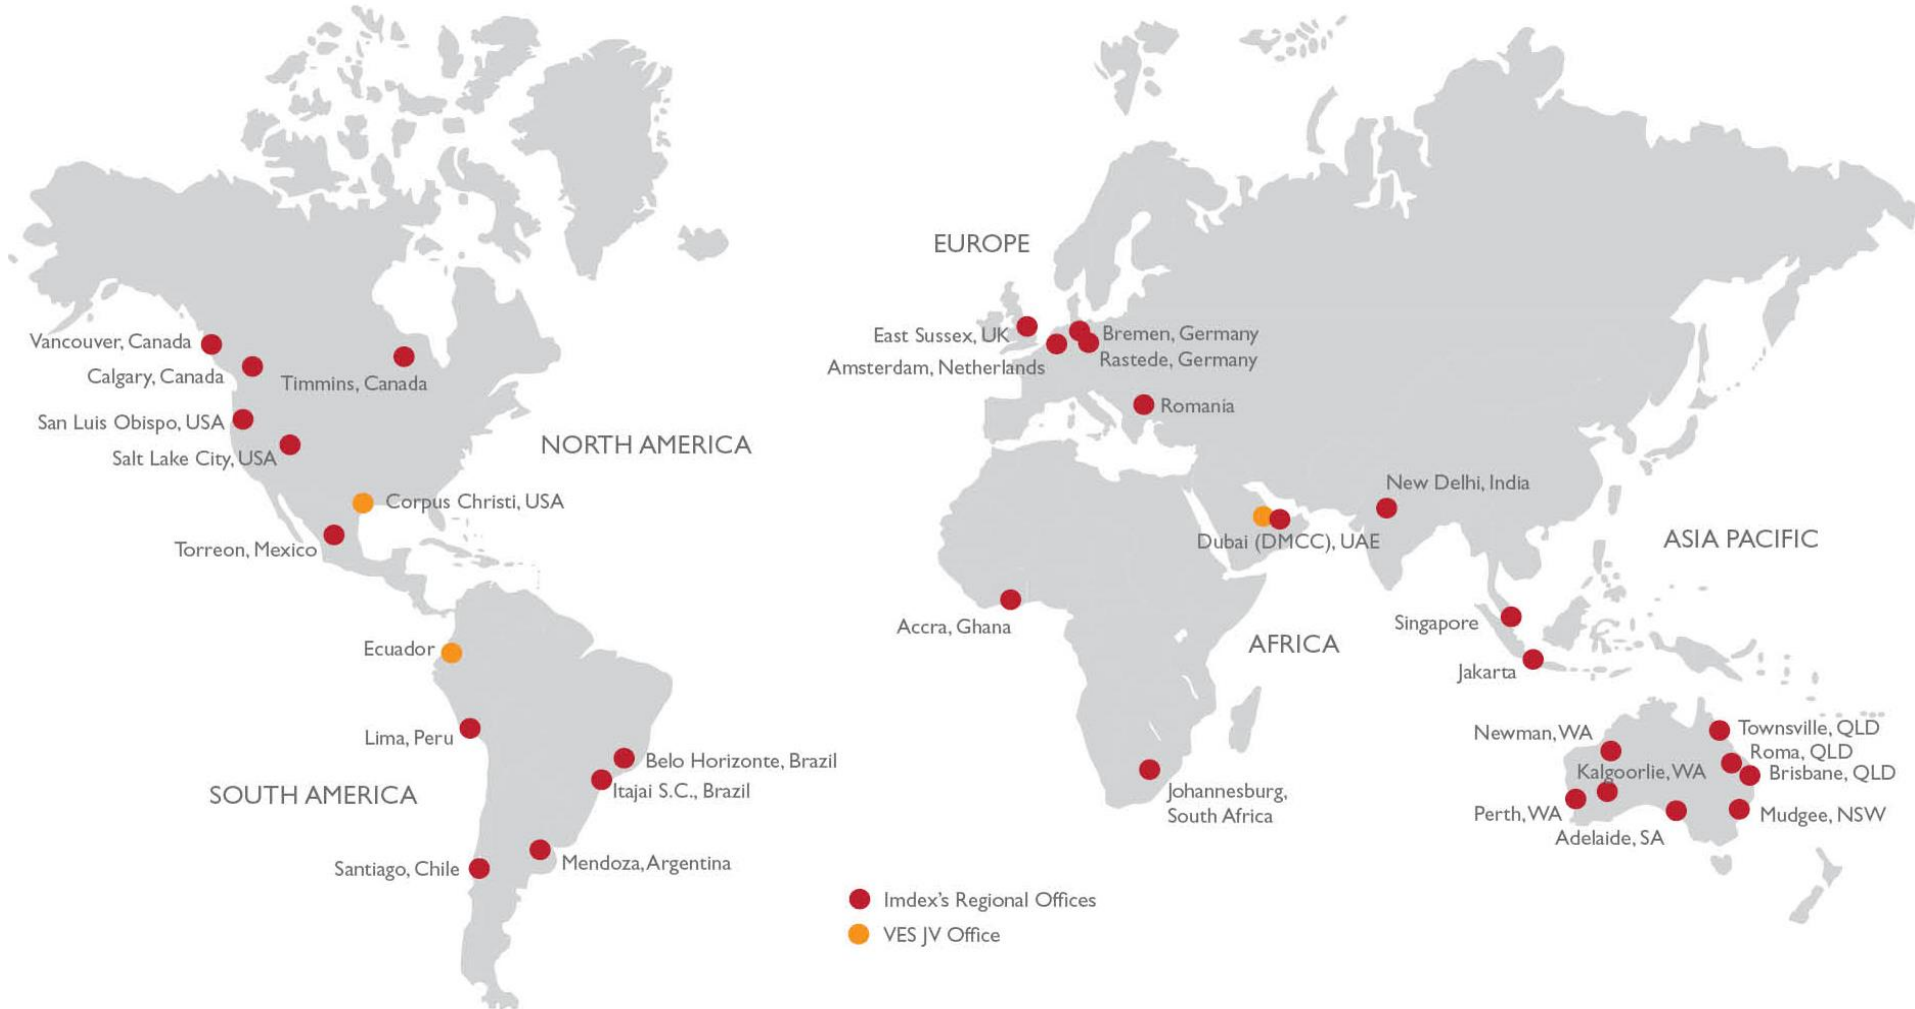 EUROPE
Vancouver, Canada
Calgary, Canada
Timmins, Canada
San Luis Obispo, USA
Salt Lake City, USA
NORTH AMERICA
Corpus Christi, USA
Torreon, Mexico
East Sussex, UK
Amsterdam, Netherlands
Bremen, Germany
Rastede, Germany
Romania
New Delhi, India
Dubai (DMCC), UAE
ASIA PACIFIC
Accra, Ghana
AFRICA
Singapore
Jakarta
Ecuador
Lima, Peru
Belo Horizonte, Brazil
Itajai S.C., Brazil
SOUTH AMERICA
Santiago, Chile
Mendoza, Argentina
Johannesburg,
South Africa
Newman, WA
Townsville, QLD
Roma, QLD
Kalgoorlie, WA
Brisbane, QLD
Perth, WA
Mudgee, NSW
Adelaide, SA
Imdex's Regional Offices
VES JV Office